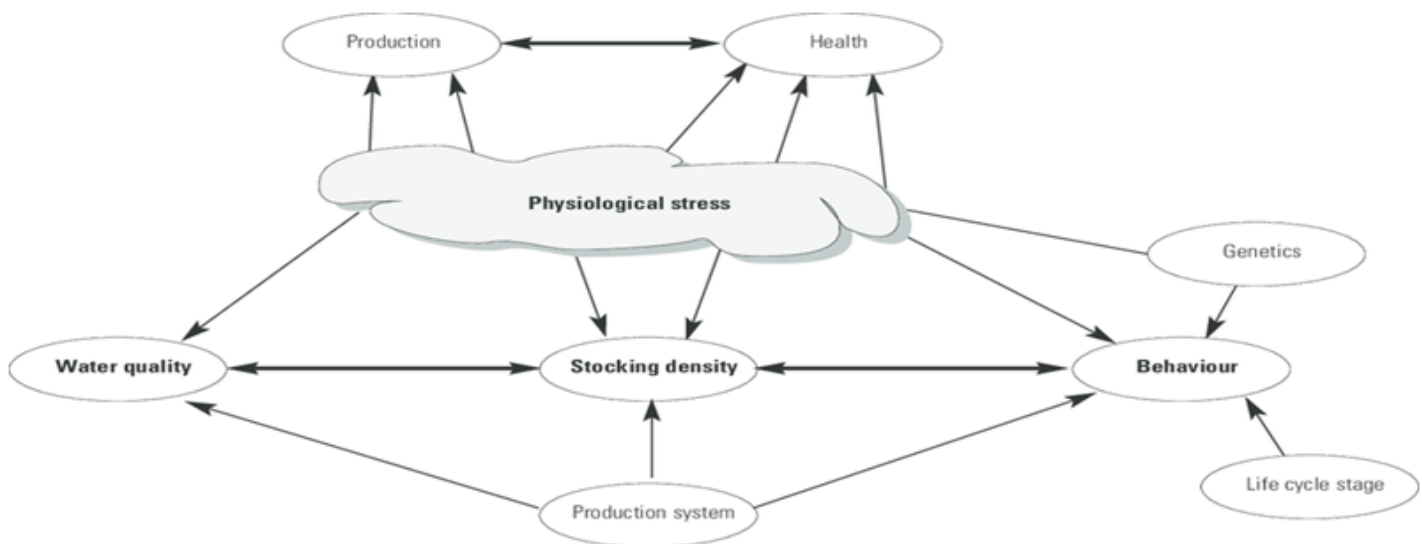 Production
Health
Physiological stress
Genetics
Water quality
Stocking density
Behaviour
Life cycle stage
Production system